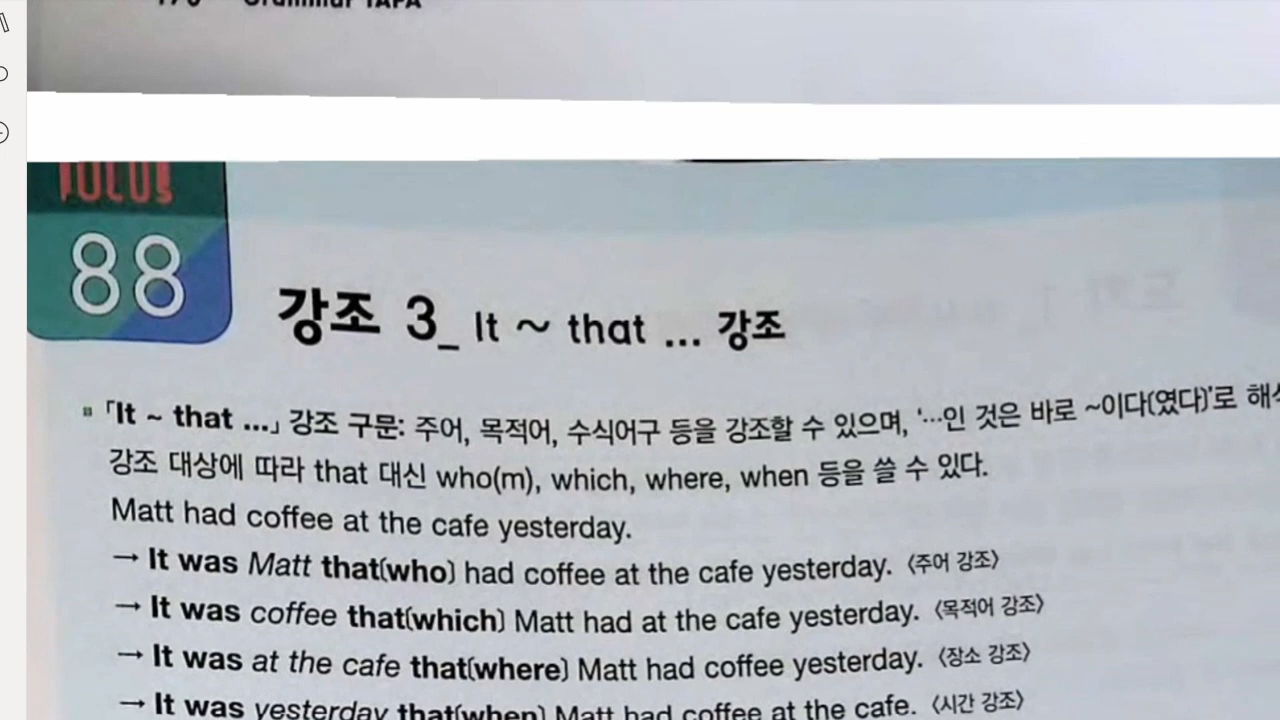 Grammar TAPA
FOCUS
88
강조 3_ It ~ that ... 강조
「It ~ that ...」 강조 구문: 주어, 목적어, 수식어구 등을 강조할 수 있으며, ‘…인 것은 바로 ~이다(였다)’로
강조 대상에 따라 that 대신 who(m), which, where, when 등을 쓸 수 있다.
Matt had coffee at the cafe yesterday.
→ It was Matt that(who) had coffee at the cafe yesterday. 〈주어 강조〉
→ It was coffee that(which) Matt had at the cafe yesterday. 〈목적어 강조〉
→ It was at the cafe that(where) Matt had coffee yesterday. 〈장소 강조〉
→ It was yesterday that(when) Matt had coffee at the cafe. 〈시간 강조〉